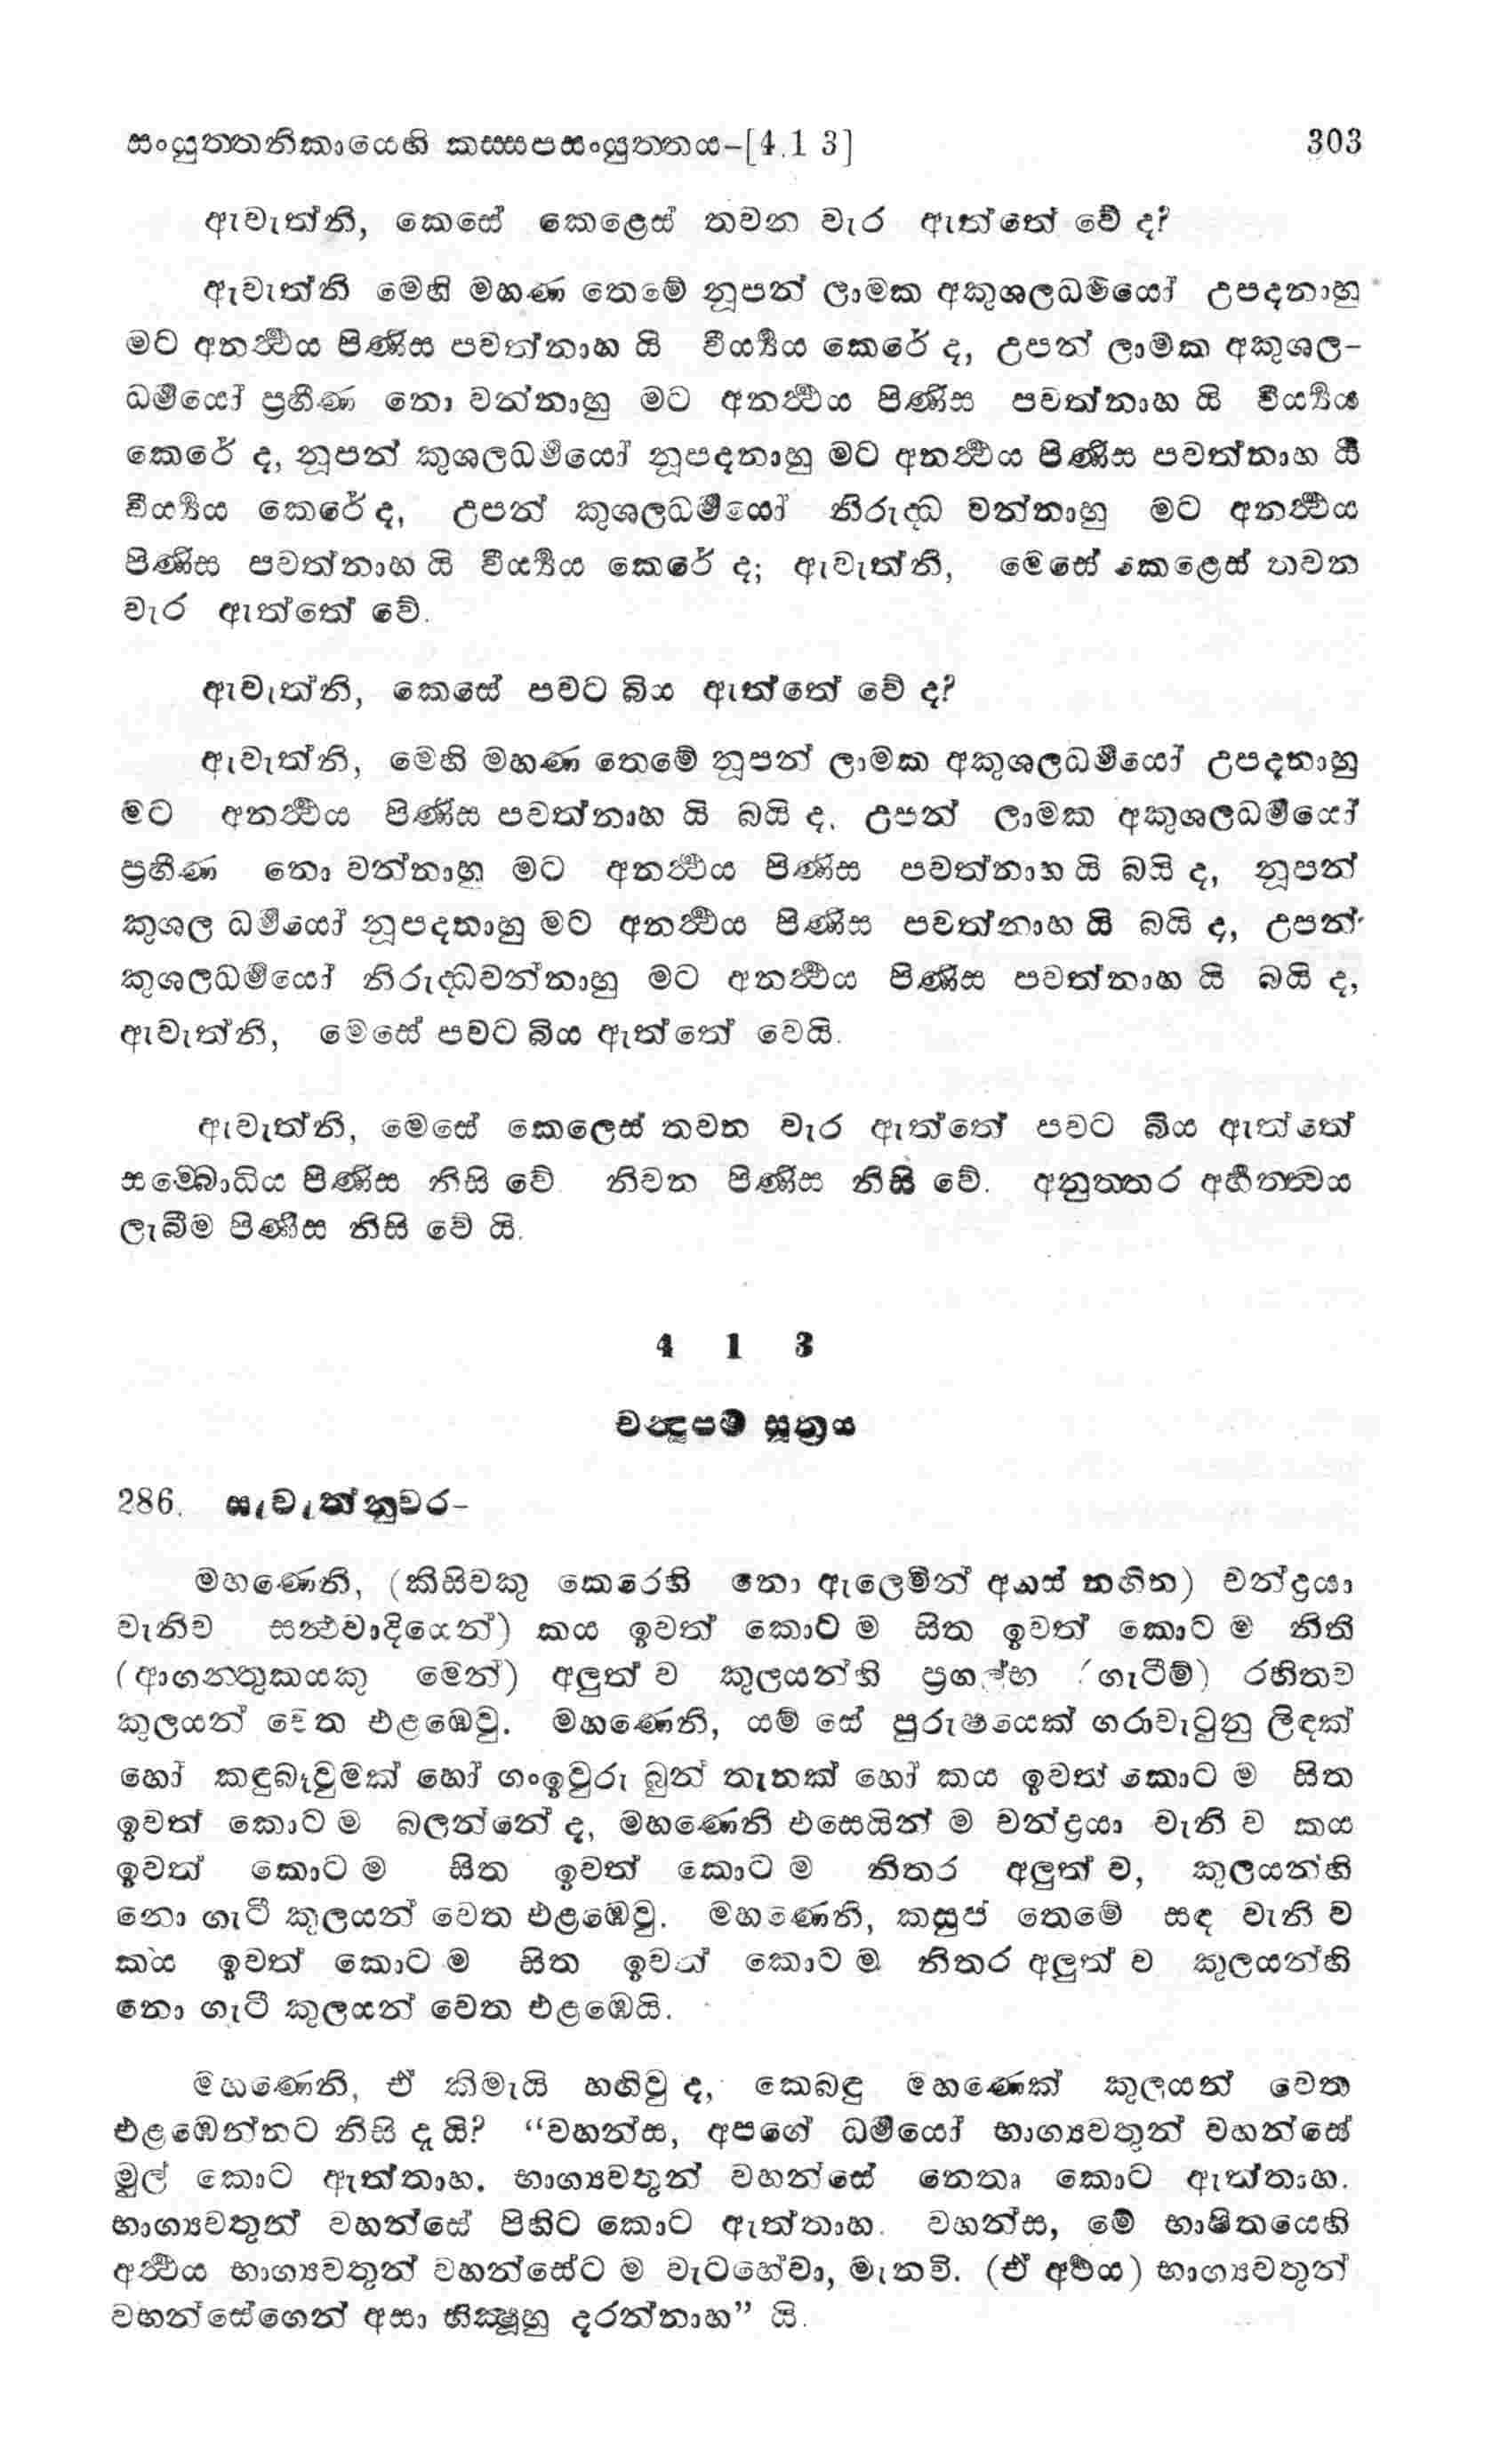 සංයුත්තනිකායෙහි කස්සපසංයුත්තය–[4.1 3] 303
ඇවැත්නි, කෙසේ කෙළෙස් තවන වැර ඇත්තේ වේ ද?
ඇවැත්නි මෙහි මහණ තෙමේ නූපන් ලාමක අකුශලධර්‍මයෝ උපදනාහු
මට අනර්‍ත්‍ථය පිණිස පවත්නාහ යි වීර්‍ය්‍යය කෙරේ ද, උපන් ලාමක අකුශල–
ධර්‍මයෝ ප්‍රහීණ නො වන්නාහු මට අනර්‍ත්‍ථය පිණිස පවත්නාහ යි වීර්‍ය්‍යය
කෙරේ ද, නූපන් කුශලධර්‍මයෝ නූපදනාහු මට අනර්‍ත්‍ථය පිණිස පවත්නාහ යි
වීර්‍ය්‍යය කෙරේ ද, උපන් කුශලධර්‍මයෝ නිරුද්ධ වන්නාහු මට අනර්‍ත්‍ථය
පිණිස පවත්නාහ යි වීර්‍ය්‍යය කෙරේ ද; ඇවැත්නි, මෙසේ කෙළෙස් තවන
වැර ඇත්තේ වේ.
ඇවැත්නි, කෙසේ පවට බිය ඇත්තේ වේ ද?
ඇවැත්නි, මෙහි මහණ තෙමේ නූපන් ලාමක අකුශලධර්‍මයෝ උපදනාහු
මට අනර්‍ත්‍ථය පිණිස පවත්නාහ යි බයි ද, උපන් ලාමක අකුශලධර්‍මයෝ
ප්‍රහීණ නො වන්නාහු මට අනර්‍ත්‍ථය පිණිස පවත්නාහ යි බයි ද, නූපන්
කුශල ධර්‍මයෝ නූපදනාහු මට අනර්‍ත්‍ථය පිණිස පවත්නාහ යි බයි ද, උපන්
කුශලධර්‍මයෝ නිරුද්ධවන්නාහු මට අනර්‍ත්‍ථය පිණිස පවත්නාහ යි බයි ද,
ඇවැත්නි, මෙසේ පවට බිය ඇත්තේ වෙයි.
ඇවැත්නි, මෙසේ කෙලෙස් තවන වැර ඇත්තේ පවට බිය ඇත්තේ
සම්බොධිය පිණිස නිසි වේ. නිවන පිණිස නිසි වේ. අනුත්තර අර්‍හත්ත්‍වය
ලැබීම පිණිස නිසි වේ යි.
4 1 3
චන්‍ද්‍රූපම සූත්‍රය
286. සැවැත්නුවර–
මහණෙනි, (කිසිවකු කෙරෙහි නො ඇලෙමින් අහස් තහිත) චන්ද්‍රයා
වැනිව සන්‍ථවාදියෙන්) කය ඉවත් කොට ම සිත ඉවත් කොට ම නිති
(ආගන්තුකයකු මෙන්) අලුත් ව කුලයන්හි ප්‍රගල්භ (ගැටීම්) රහිතව
කුලයන් වෙත එළඹෙවු. මහණෙනි, යම් සේ පුරුෂයෙක් ගරාවැටුනු ලිඳක්
හෝ කඳුබෑවුමක් හෝ ගංඉවුරු බුන් තැනක් හෝ කය ඉවත් කොට ම සිත
ඉවත් කොට ම බලන්නේ ද, මහණෙනි එසෙයින් ම චන්ද්‍රයා වැනි ව කය
ඉවත් කොට ම සිත ඉවත් කොට ම නිතර අලුත් ව, කුලයන්හි
නො ගැටී කුලයන් වෙත එළඹෙවු. මහණෙනි, කසුප් තෙමේ සඳ වැනි ව
කය ඉවත් කොට ම සිත ඉවත් කොට ම නිතර අලුත් ව කුලයන්හි
නො ගැටී කුලයන් වෙත එළඹෙයි.
මහණෙනි, ඒ කිමැයි හඟිවු ද, කෙබඳු මහණෙක් කුලයන් වෙත
එළඹෙන්නට නිසි දැ යි? “වහන්ස, අපගේ ධර්‍මයෝ භාග්‍යවතුන් වහන්සේ
මුල් කොට ඇත්තාහ. භාග්‍යවතුන් වහන්සේ නෙතෘ කොට ඇත්තාහ.
භාග්‍යවතුන් වහන්සේ පිහිට කොට ඇත්තාහ. වහන්ස, මේ භාෂිතයෙහි
අර්‍ත්‍ථය භාග්‍යවතුන් වහන්සේට ම වැටහේවා, මැනවි. (ඒ අර්‍ථය) භාග්‍යවතුන්
වහන්සේගෙන් අසා භික්ෂූහු දරන්නාහ” යි.